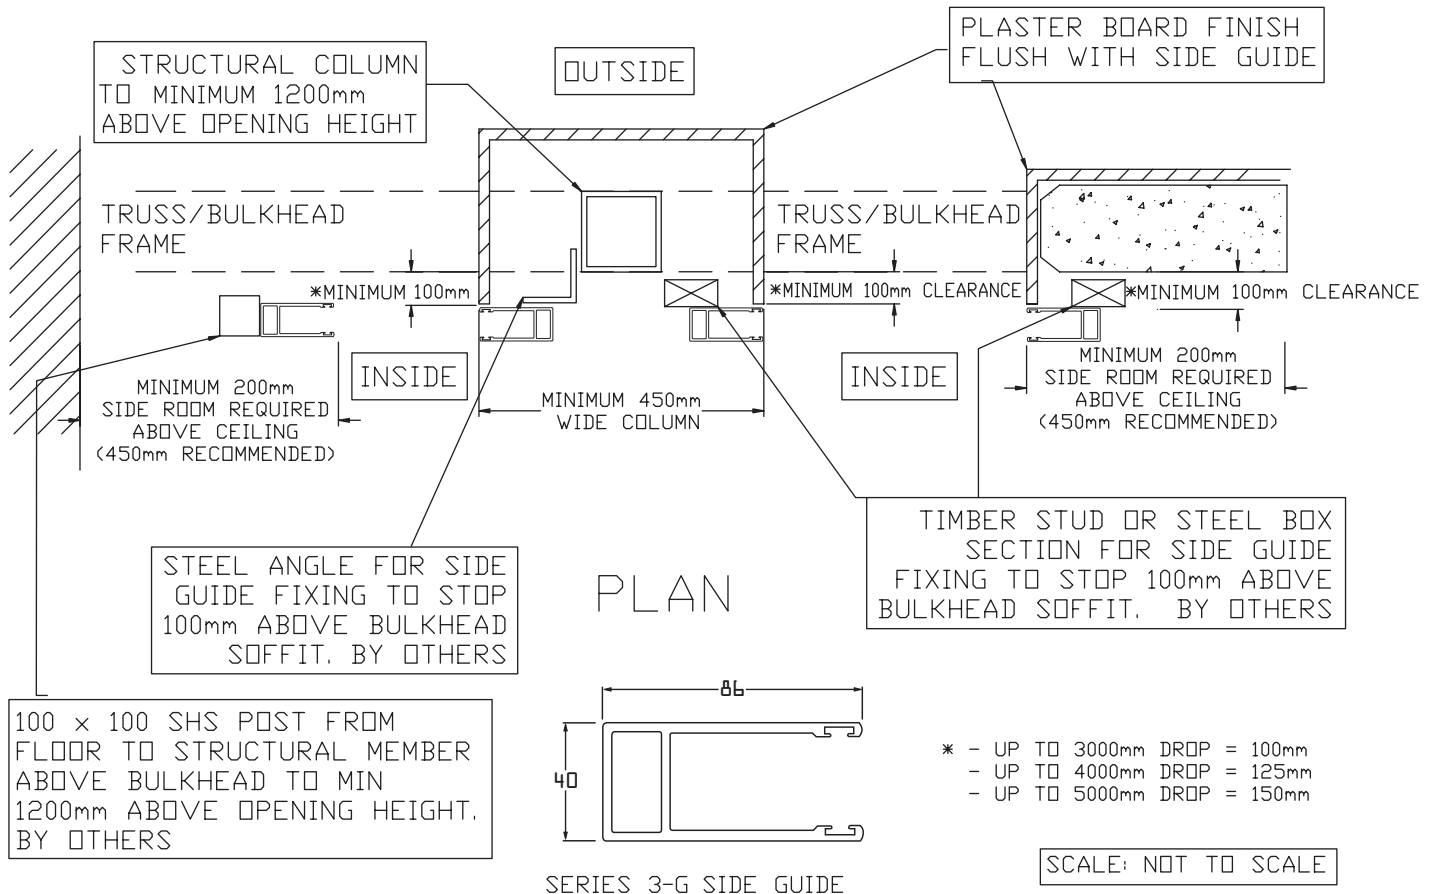 STRUCTURAL COLUMN
TO MINIMUM 1200mm
ABOVE OPENING HEIGHT
OUTSIDE
PLASTER BOARD FINISH
FLUSH WITH SIDE GUIDE
TRUSS/BULKHEAD
FRAME
TRUSS/BULKHEAD
FRAME
*MINIMUM 100mm
*MINIMUM 100mm CLEARANCE
*MINIMUM 100mm CLEARANCE
INSIDE
INSIDE
MINIMUM 200mm
SIDE ROOM REQUIRED
ABOVE CEILING
(450mm RECOMMENDED)
MINIMUM 450mm
WIDE COLUMN
MINIMUM 200mm
SIDE ROOM REQUIRED
ABOVE CEILING
(450mm RECOMMENDED)
STEEL ANGLE FOR SIDE
GUIDE FIXING TO STOP
100mm ABOVE BULKHEAD
SOFFIT. BY OTHERS
PLAN
TIMBER STUD OR STEEL BOX
SECTION FOR SIDE GUIDE
FIXING TO STOP 100mm ABOVE
BULKHEAD SOFFIT. BY OTHERS
100 x 100 SHS POST FROM
FLOOR TO STRUCTURAL MEMBER
ABOVE BULKHEAD TO MIN
1200mm ABOVE OPENING HEIGHT.
BY OTHERS
86
40
SERIES 3-G SIDE GUIDE
* - UP TO 3000mm DROP = 100mm
- UP TO 4000mm DROP = 125mm
- UP TO 5000mm DROP = 150mm
SCALE: NOT TO SCALE